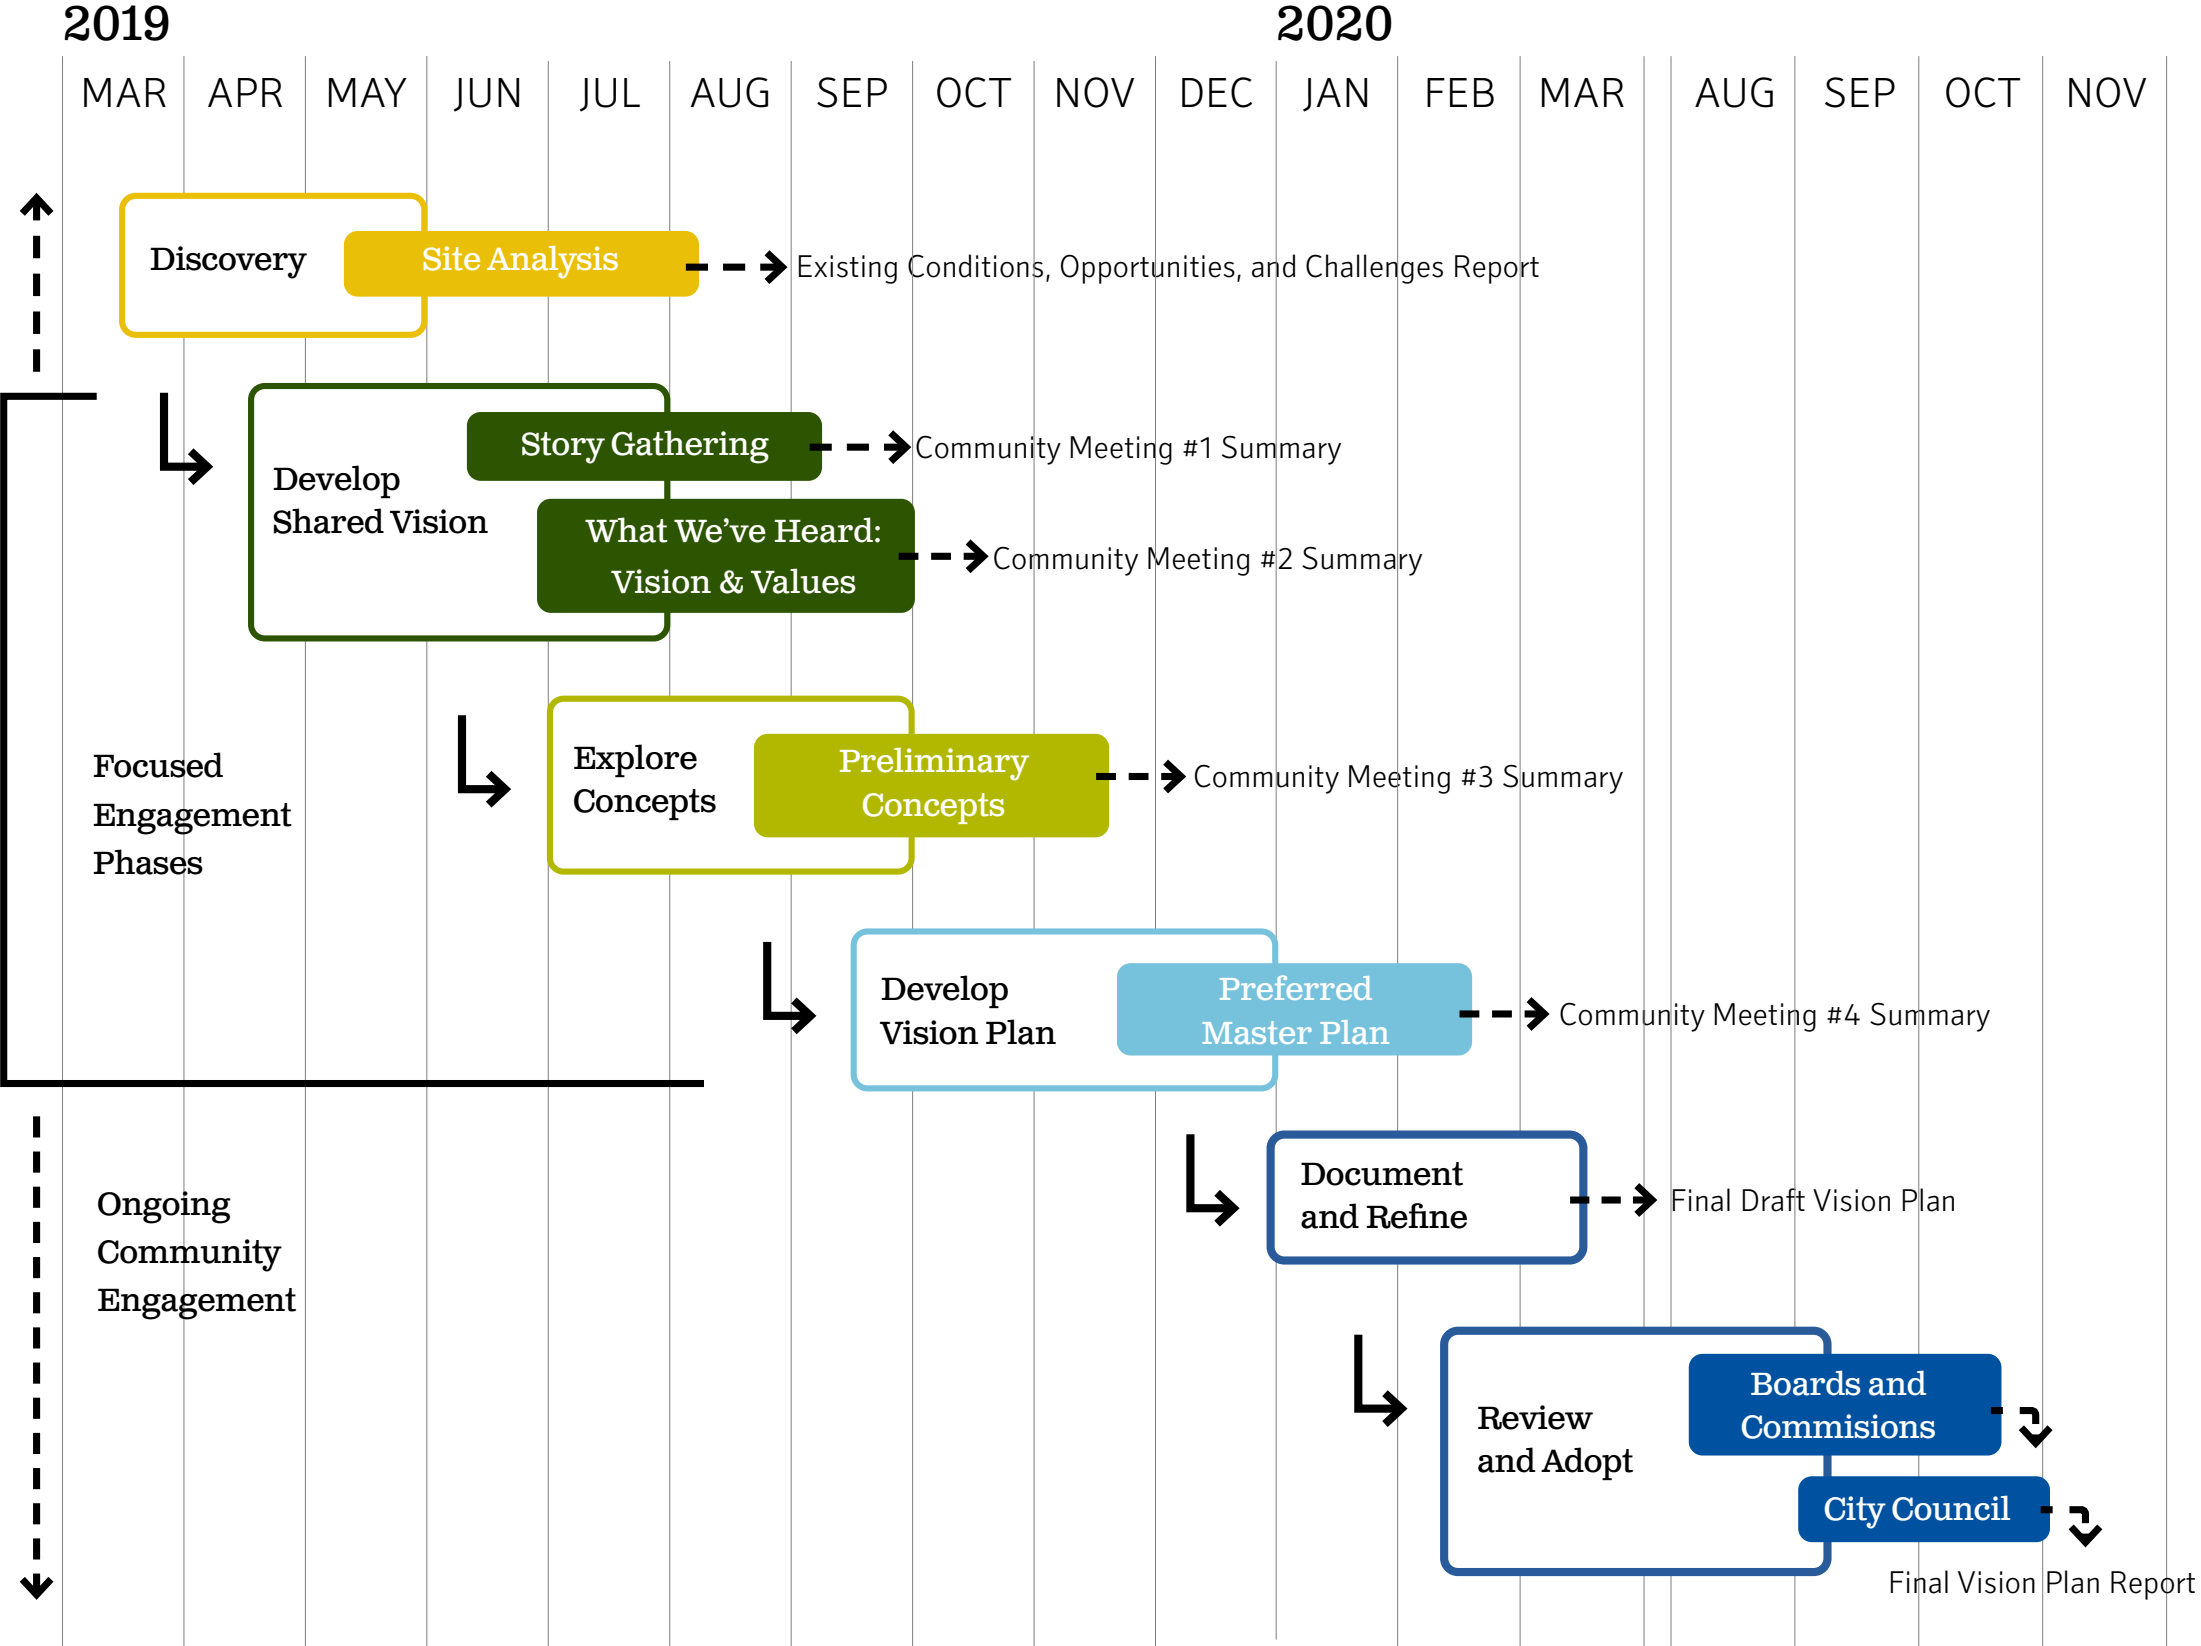 2019 2020
MAR APR MAY JUN JUL AUG SEP OCT NOV DEC JAN FEB MAR AUG SEP OCT NOV
Discovery
Site Analysis
Existing Conditions, Opportunities, and Challenges Report
Develop
Shared Vision
Story Gathering
Community Meeting #1 Summary
What We’ve Heard:
Vision & Values
Community Meeting #2 Summary
Focused
Engagement
Phases
Explore
Concepts
Preliminary
Concepts
Community Meeting #3 Summary
Develop
Vision Plan
Preferred
Master Plan
Community Meeting #4 Summary
Ongoing
Community
Engagement
Document
and Refine
Final Draft Vision Plan
Review
and Adopt
Boards and
Commisions
City Council
Final Vision Plan Report